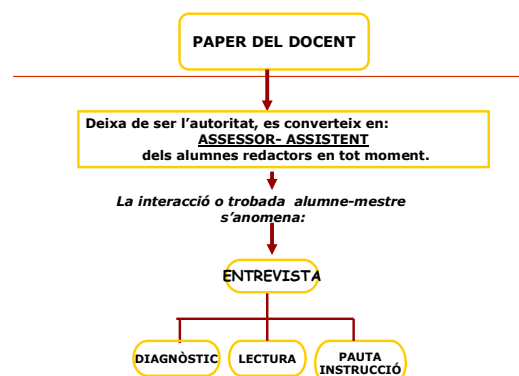 PAPER DEL DOCENT
Deixa de ser l'autoritat, es converteix en:
ASSESSOR- ASSISTENT
dels alumnes redactors en tot moment.
La interacció o trobada alumne-mestre
s'anomena:
ENTREVISTA
DIAGNÒSTIC
LECTURA
PAUTA
INSTRUCCIÓ